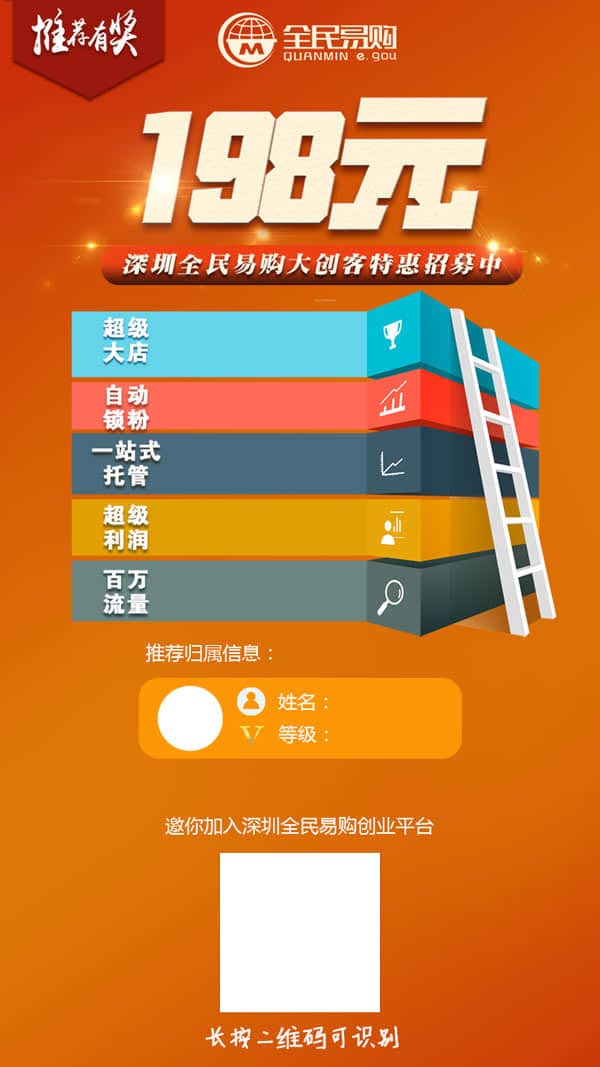 推荐有奖
全民易购
QUANMIN e.gou
198元
深圳全民易购大创客特惠招募中
超级
大店
自动
锁粉
一站式
托管
超级
利润
百万
流量
推荐归属信息：
姓名：
V 等级：
邀你加入深圳全民易购创业平台
长按二维码可识别